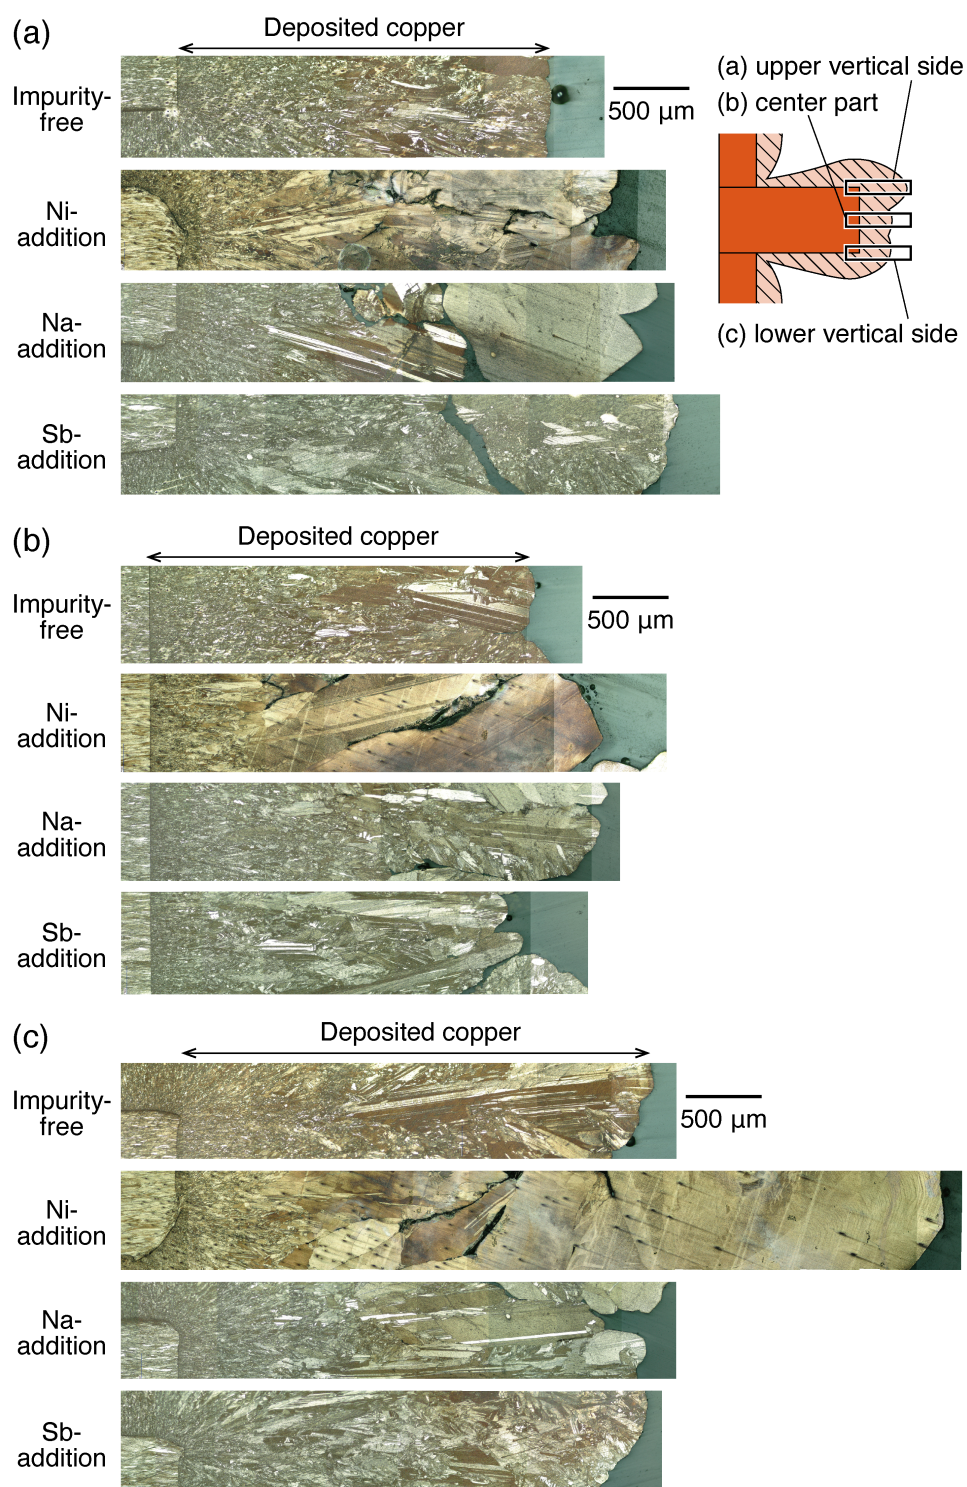 (a)
Deposited copper
Impurity-
free
500 µm
Ni-
addition
Na-
addition
Sb-
addition
(a) upper vertical side
(b) center part
(c) lower vertical side
(b)
Deposited copper
Impurity-
free
500 µm
Ni-
addition
Na-
addition
Sb-
addition
(c)
Deposited copper
Impurity-
free
500 µm
Ni-
addition
Na-
addition
Sb-
addition